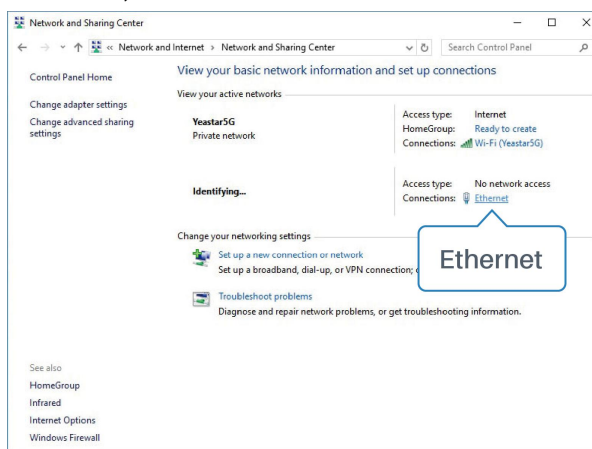 Network and Sharing Center
« Network and Internet > Network and Sharing Center
Search Control Panel
Control Panel Home
Change adapter settings
Change advanced sharing
settings
View your basic network information and set up connections
View your active networks
Yeastar5G
Private network
Access type: Internet
HomeGroup: Ready to create
Connections: Wi-Fi (Yeastar5G)
Identifying...
Access type: No network access
Connections: Ethernet
Ethernet
Change your networking settings
Set up a new connection or network
Set up a broadband, dial-up, or VPN connection;
Troubleshoot problems
Diagnose and repair network problems, or get troubleshooting information.
See also
HomeGroup
Infrared
Internet Options
Windows Firewall